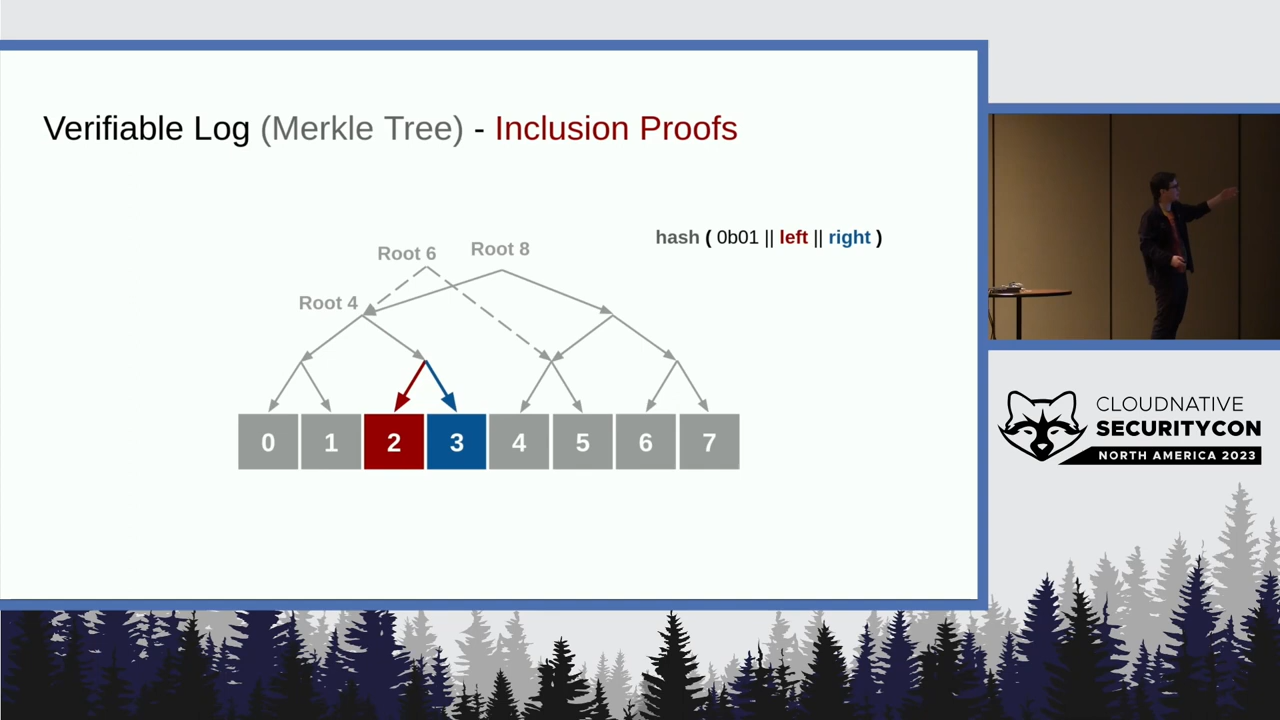 Verifiable Log (Merkle Tree) - Inclusion Proofs
hash ( 0b01 || left || right )
Root 6
Root 8
Root 4
0 1 2 3 4 5 6 7
CLOUDNATIVE
SECURITYCON
NORTH AMERICA 2023